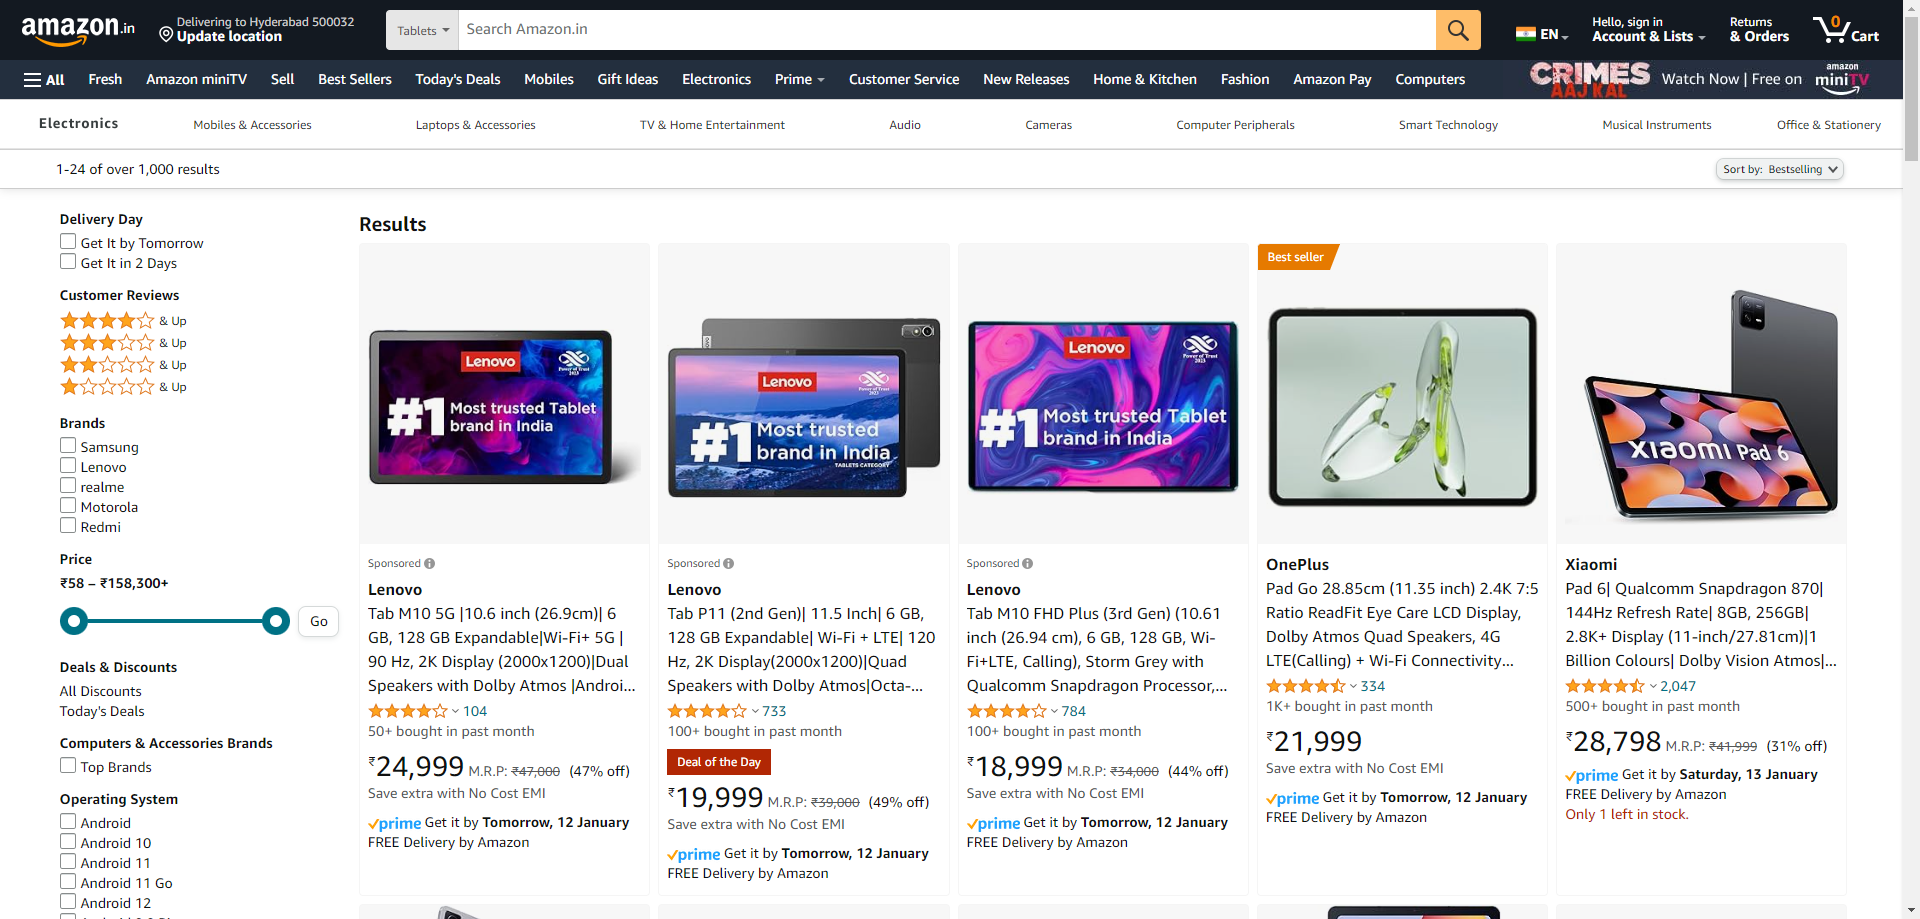 amazon.in
Delivering to Hyderabad 500032
Update location
Tablets
Search Amazon.in
EN
Hello, sign in
Account & Lists
Returns
& Orders
0
Cart
All
Fresh
Amazon miniTV
Sell
Best Sellers
Today's Deals
Mobiles
Gift Ideas
Electronics
Prime
Customer Service
New Releases
Home & Kitchen
Fashion
Amazon Pay
Computers
CRIMES
AAJ KAL
Watch Now | Free on
amazon
miniTV
Electronics
Mobiles & Accessories
Laptops & Accessories
TV & Home Entertainment
Audio
Cameras
Computer Peripherals
Smart Technology
Musical Instruments
Office & Stationery
1-24 of over 1,000 results
Sort by: Bestselling
Delivery Day
Get It by Tomorrow
Get It in 2 Days
Customer Reviews
& Up
& Up
& Up
& Up
Brands
Samsung
Lenovo
realme
Motorola
Redmi
Price
₹58 – ₹158,300+
Go
Deals & Discounts
All Discounts
Today's Deals
Computers & Accessories Brands
Top Brands
Operating System
Android
Android 10
Android 11
Android 11 Go
Android 12
Results
Lenovo
Power of Trust
2023
#1 Most trusted Tablet
brand in India
Sponsored
Lenovo
Tab M10 5G |10.6 inch (26.9cm)| 6
GB, 128 GB Expandable|Wi-Fi+ 5G |
90 Hz, 2K Display (2000x1200)|Dual
Speakers with Dolby Atmos |Androi...
104
50+ bought in past month
₹24,999 M.R.P: ₹47,000 (47% off)
Save extra with No Cost EMI
prime Get it by Tomorrow, 12 January
FREE Delivery by Amazon
Lenovo
Lenovo
Power of Trust
2023
#1 Most trusted
brand in India
TABLETS CATEGORY
Sponsored
Lenovo
Tab P11 (2nd Gen)| 11.5 Inch| 6 GB,
128 GB Expandable| Wi-Fi + LTE| 120
Hz, 2K Display(2000x1200)|Quad
Speakers with Dolby Atmos|Octa-...
733
100+ bought in past month
Deal of the Day
₹19,999 M.R.P: ₹39,000 (49% off)
Save extra with No Cost EMI
prime Get it by Tomorrow, 12 January
FREE Delivery by Amazon
Lenovo
Power of Trust
2023
#1 Most trusted Tablet
brand in India
Sponsored
Lenovo
Tab M10 FHD Plus (3rd Gen) (10.61
inch (26.94 cm), 6 GB, 128 GB, Wi-
Fi+LTE, Calling), Storm Grey with
Qualcomm Snapdragon Processor,...
784
100+ bought in past month
₹18,999 M.R.P: ₹34,000 (44% off)
Save extra with No Cost EMI
prime Get it by Tomorrow, 12 January
FREE Delivery by Amazon
Best seller
OnePlus
Pad Go 28.85cm (11.35 inch) 2.4K 7:5
Ratio ReadFit Eye Care LCD Display,
Dolby Atmos Quad Speakers, 4G
LTE(Calling) + Wi-Fi Connectivity...
334
1K+ bought in past month
₹21,999
Save extra with No Cost EMI
prime Get it by Tomorrow, 12 January
FREE Delivery by Amazon
xiaomi Pad 6
Xiaomi
Pad 6| Qualcomm Snapdragon 870|
144Hz Refresh Rate| 8GB, 256GB|
2.8K+ Display (11-inch/27.81cm)|1
Billion Colours| Dolby Vision Atmos|...
2,047
500+ bought in past month
₹28,798 M.R.P: ₹41,999 (31% off)
prime Get it by Saturday, 13 January
FREE Delivery by Amazon
Only 1 left in stock.